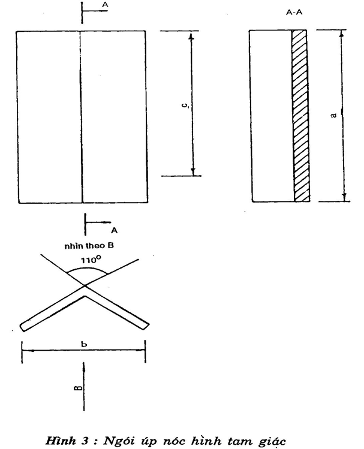 A
A-A
c
a
A
nhìn theo B
110°
b
B
Hình 3 : Ngói úp nóc hình tam giác